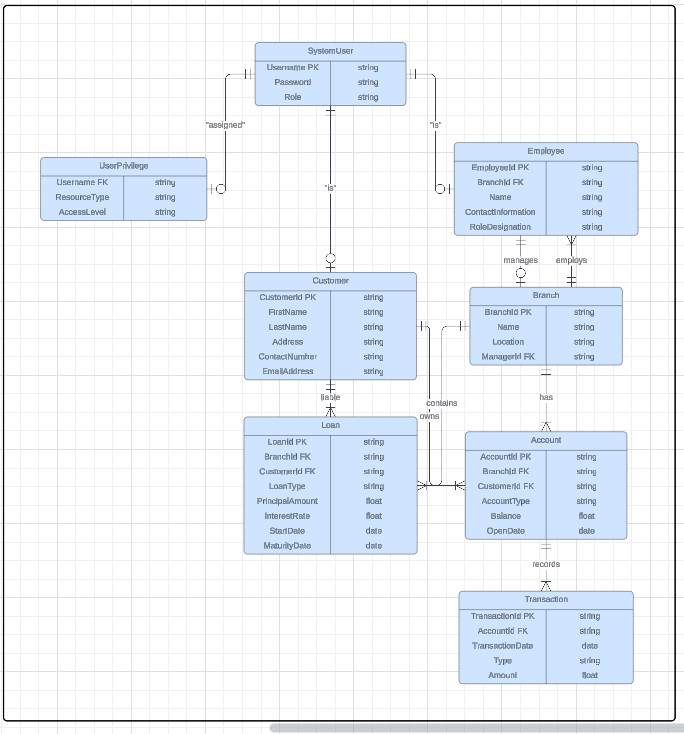 SystemUser
Username PK string
Password string
Role string
"assigned"
"is"
"is"
UserPrivilege
Username FK string
ResourceType string
AccessLevel string
Employee
EmployeeId PK string
BranchId FK string
Name string
ContactInformation string
RoleDesignation string
manages
employs
Customer
CustomerId PK string
FirstName string
LastName string
Address string
ContactNumber string
EmailAddress string
Branch
BranchId PK string
Name string
Location string
ManagerId FK string
liable
contains
owns
has
Loan
LoanId PK string
BranchId FK string
CustomerId FK string
LoanType string
PrincipalAmount float
InterestRate float
StartDate date
MaturityDate date
Account
AccountId PK string
BranchId FK string
CustomerId FK string
AccountType string
Balance float
OpenDate date
records
Transaction
TransactionId PK string
AccountId FK string
TransactionDate date
Type string
Amount float